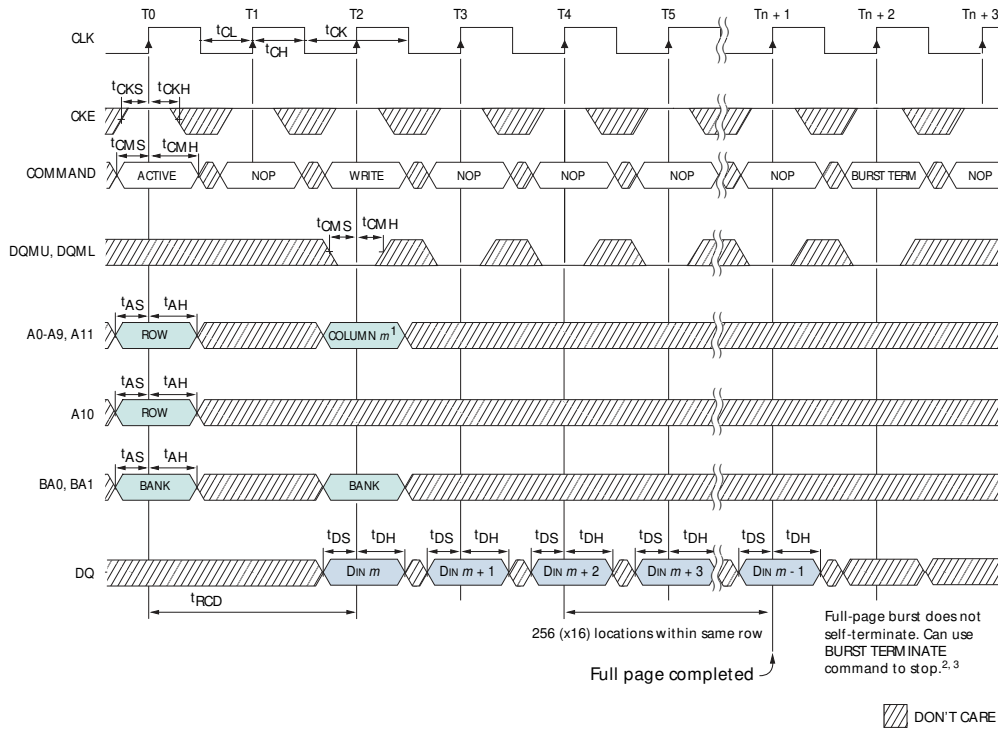 T0 T1 T2 T3 T4 T5 Tn + 1 Tn + 2 Tn + 3
CLK
tCL tCK
tCH
tCKS tCKH
CKE
tCMS tCMH
COMMAND ACTIVE NOP WRITE NOP NOP NOP NOP BURST TERM NOP
tCMS tCMH
DQMU, DQML
tAS tAH
A0-A9, A11 ROW COLUMN m1
tAS tAH
A10 ROW
tAS tAH
BA0, BA1 BANK BANK
tDS tDH tDS tDH tDS tDH tDS tDH tDS tDH
DQ DIN m DIN m + 1 DIN m + 2 DIN m + 3 DIN m - 1
tRCD
256 (x16) locations within same row
Full page completed
Full-page burst does not
self-terminate. Can use
BURST TERMINATE
command to stop.2, 3
DON'T CARE